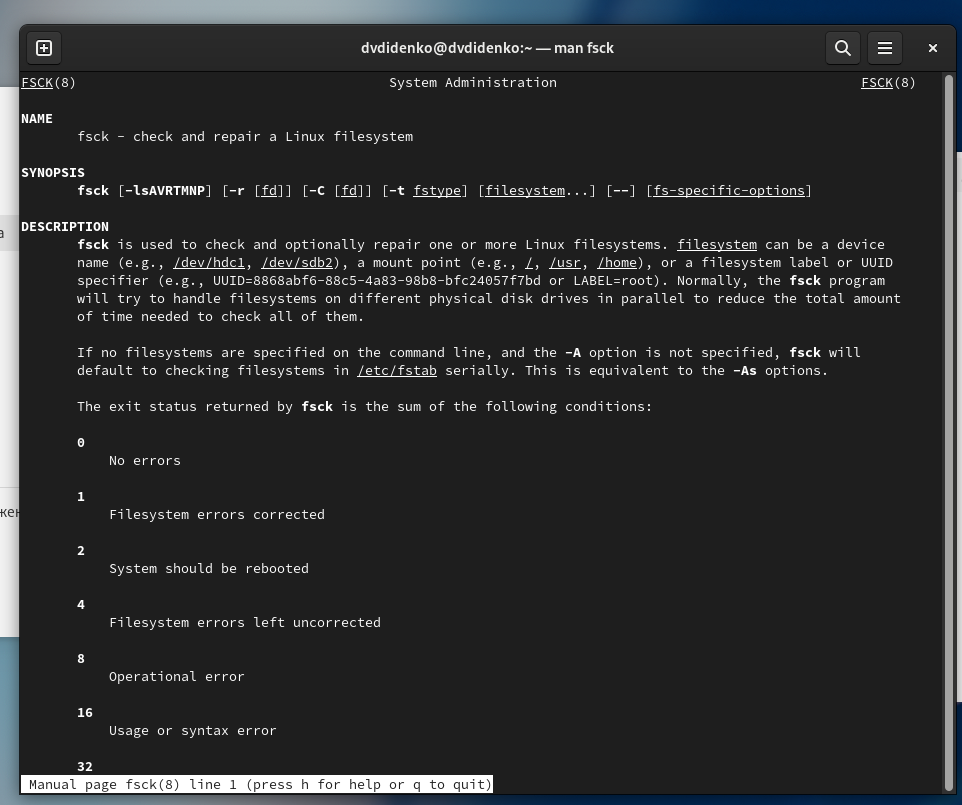 dvdidenko@dvdidenko:~ — man fsck
FSCK(8) System Administration FSCK(8)
NAME
fsck - check and repair a Linux filesystem
SYNOPSIS
fsck [-lsAVRTMNP] [-r [fd]] [-C [fd]] [-t fstype] [filesystem...] [--] [fs-specific-options]
DESCRIPTION
fsck is used to check and optionally repair one or more Linux filesystems. filesystem can be a device
name (e.g., /dev/hdc1, /dev/sdb2), a mount point (e.g., /, /usr, /home), or a filesystem label or UUID
specifier (e.g., UUID=8868abf6-88c5-4a83-98b8-bfc24057f7bd or LABEL=root). Normally, the fsck program
will try to handle filesystems on different physical disk drives in parallel to reduce the total amount
of time needed to check all of them.
If no filesystems are specified on the command line, and the -A option is not specified, fsck will
default to checking filesystems in /etc/fstab serially. This is equivalent to the -As options.
The exit status returned by fsck is the sum of the following conditions:
0
No errors
1
Filesystem errors corrected
2
System should be rebooted
4
Filesystem errors left uncorrected
8
Operational error
16
Usage or syntax error
32
Manual page fsck(8) line 1 (press h for help or q to quit)